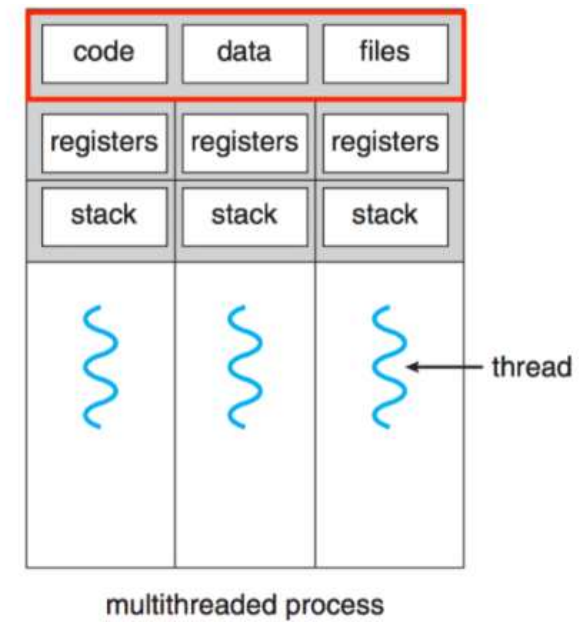 code data files
registers registers registers
stack stack stack
thread
multithreaded process